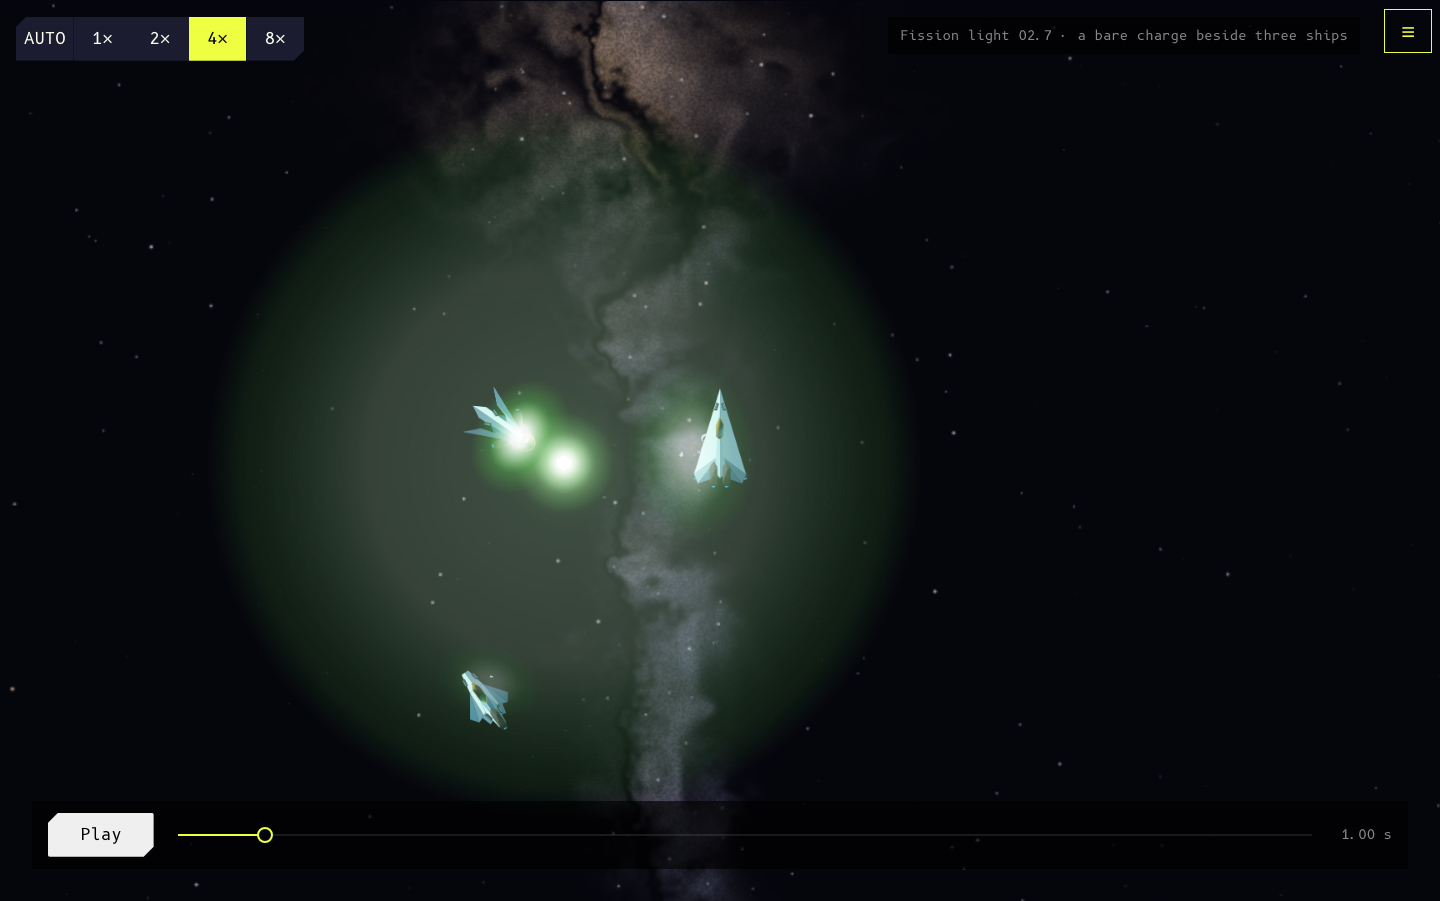 AUTO 1× 2× 4× 8×
Fission light 02.7 · a bare charge beside three ships
≡
Play
1.00 s